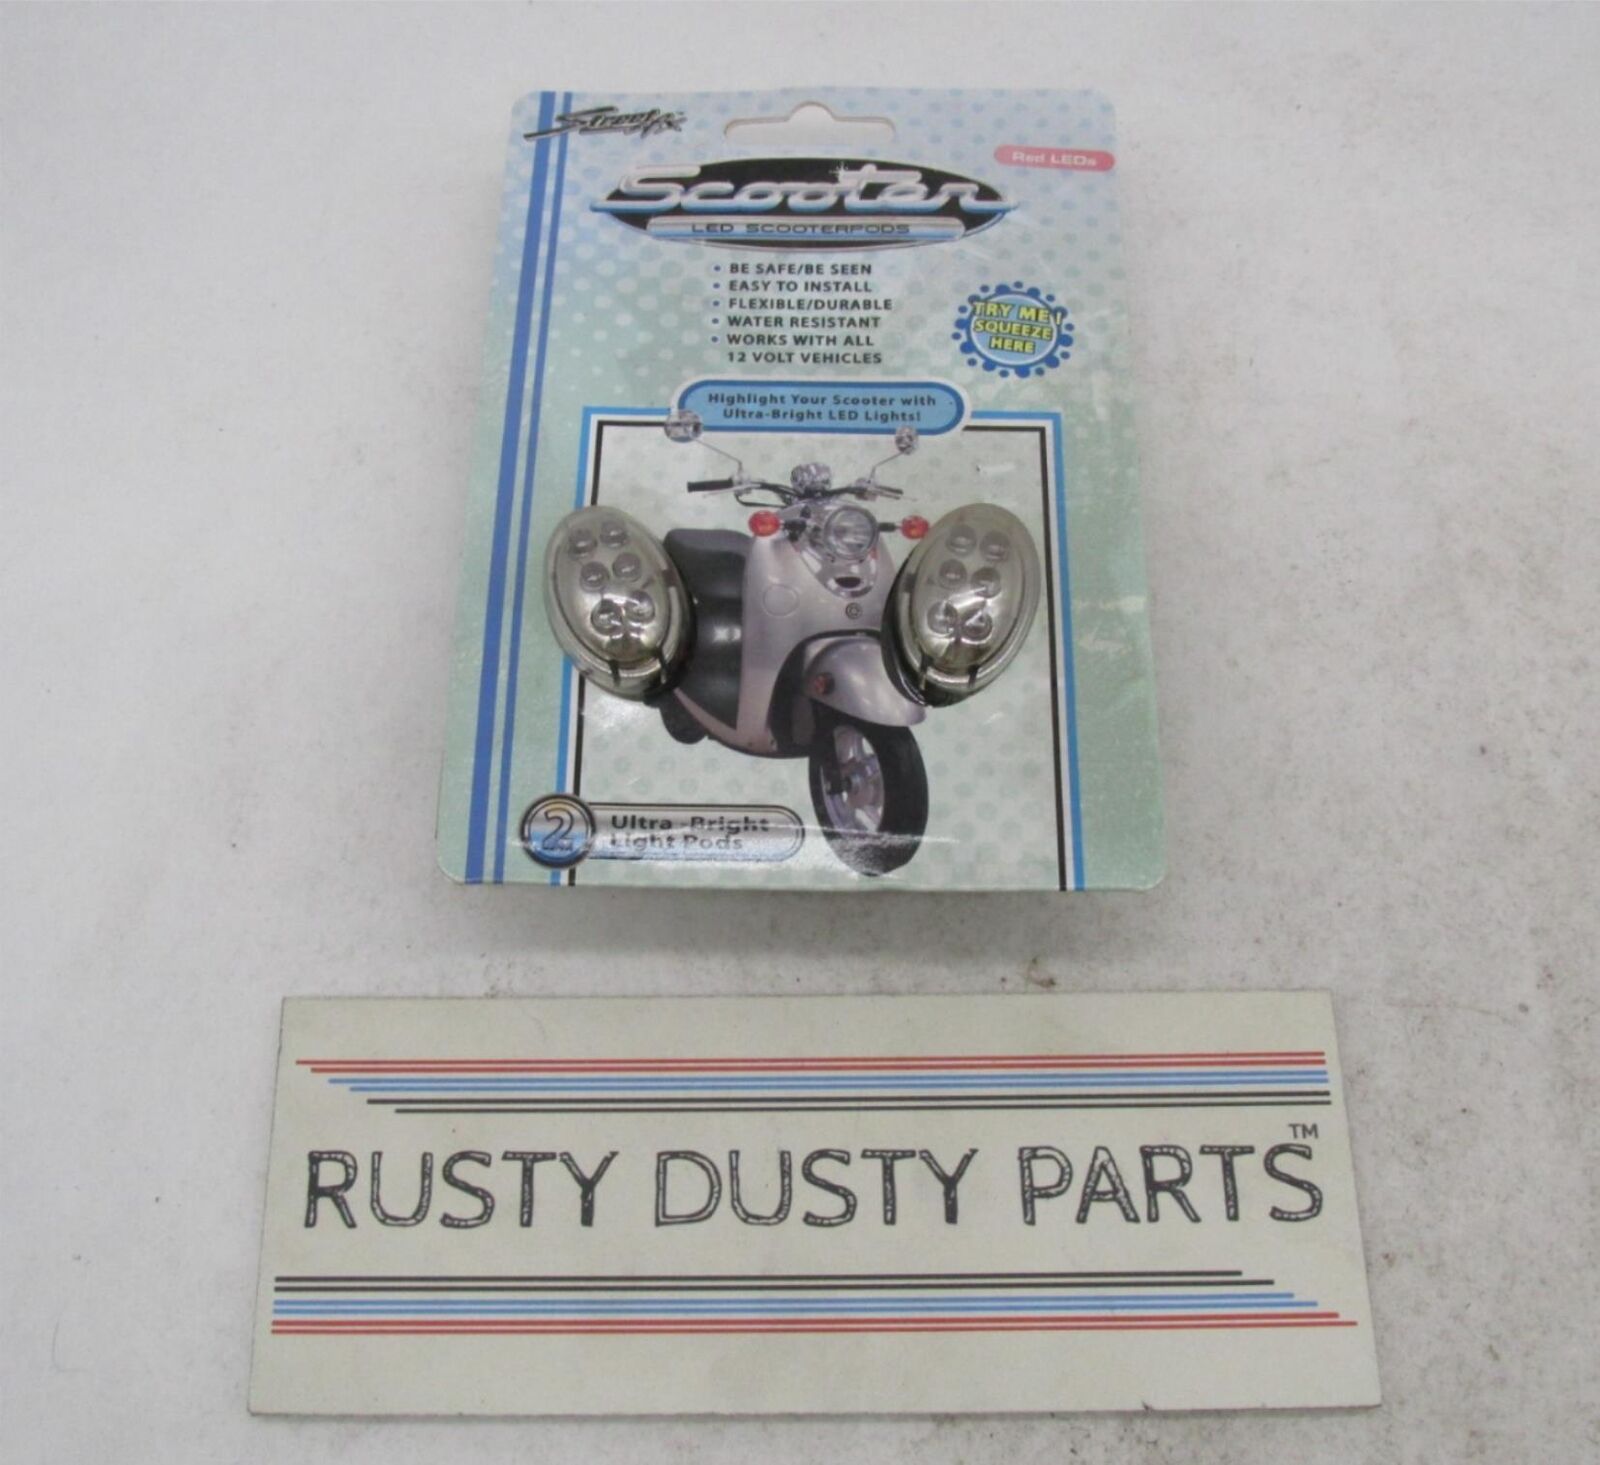 Street FX
Red LEDs
Scooter
LED SCOOTERPODS
• BE SAFE/BE SEEN
• EASY TO INSTALL
• FLEXIBLE/DURABLE
• WATER RESISTANT
• WORKS WITH ALL
12 VOLT VEHICLES
TRY ME!
SQUEEZE
HERE
Highlight Your Scooter with
Ultra-Bright LED Lights!
2
Ultra-Bright
Light Pods
RUSTY DUSTY PARTS™